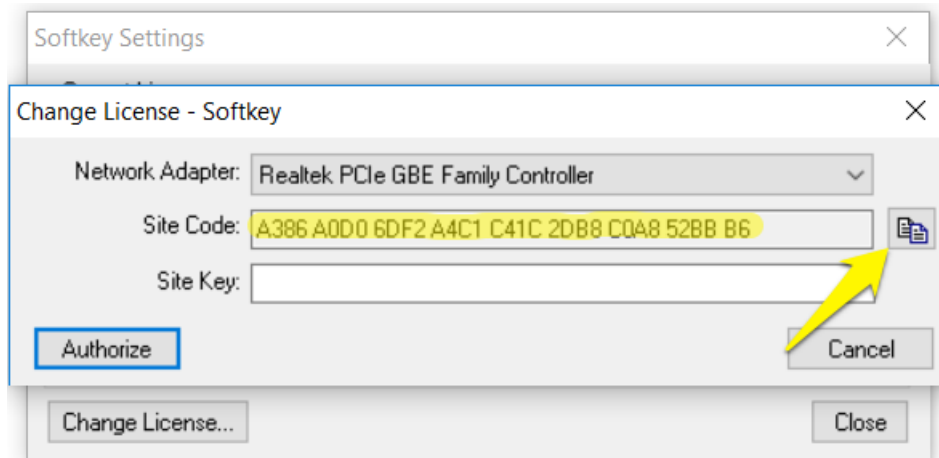 Softkey Settings
Change License - Softkey
Network Adapter: Realtek PCIe GBE Family Controller
Site Code: A386 A0D0 6DF2 A4C1 C41C 2DB8 C0A8 52BB B6
Site Key:
Authorize Cancel
Change License... Close